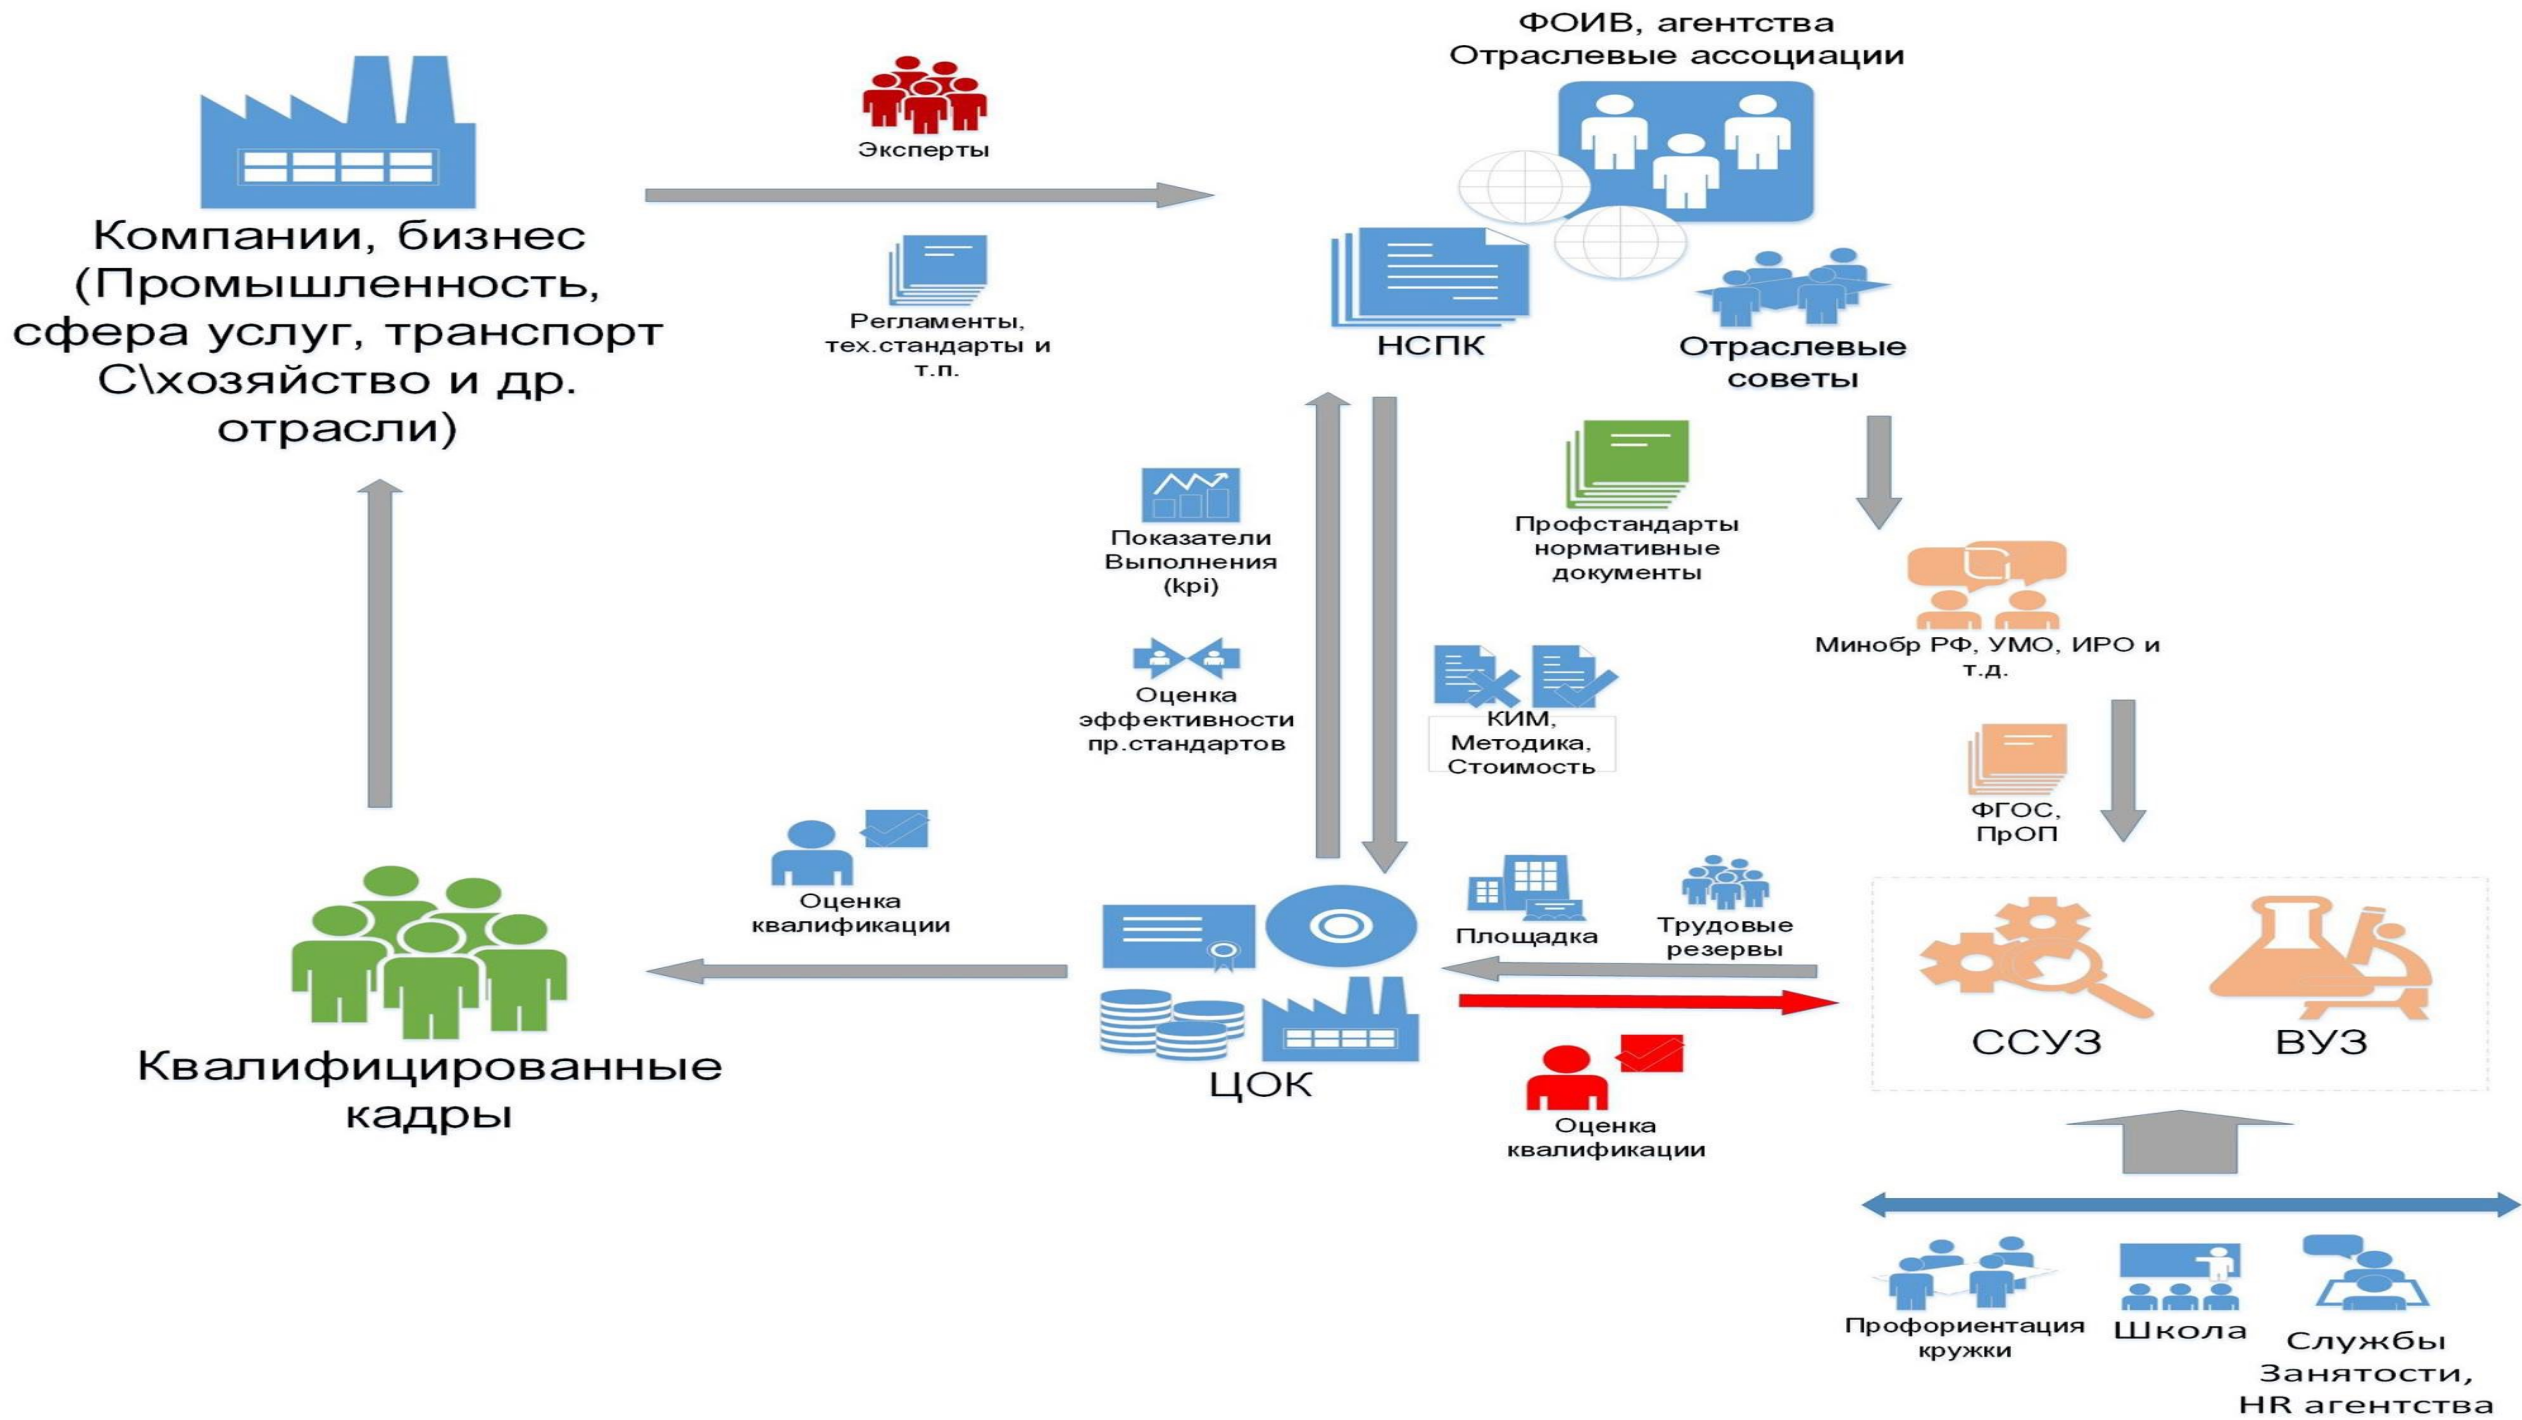 ФОИВ, агентства
Отраслевые ассоциации
Эксперты
Компании, бизнес
(Промышленность,
сфера услуг, транспорт
С\хозяйство и др.
отрасли)
Регламенты,
тех.стандарты и
т.п.
НСПК
Отраслевые
советы
Показатели
Выполнения
(kpi)
Профстандарты
нормативные
документы
Минобр РФ, УМО, ИРО и
т.д.
Оценка
эффективности
пр.стандартов
КИМ,
Методика,
Стоимость
ФГОС,
ПрОП
Оценка
квалификации
Площадка
Трудовые
резервы
Квалифицированные
кадры
ЦОК
ССУЗ
ВУЗ
Оценка
квалификации
Профориентация
кружки
Школа
Службы
Занятости,
HR агентства